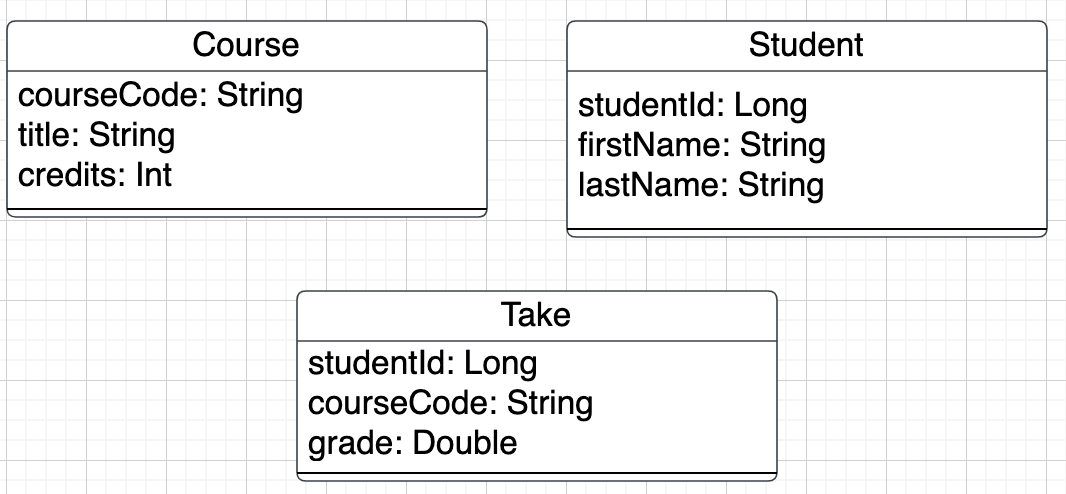 Course
courseCode: String
title: String
credits: Int
Student
studentId: Long
firstName: String
lastName: String
Take
studentId: Long
courseCode: String
grade: Double